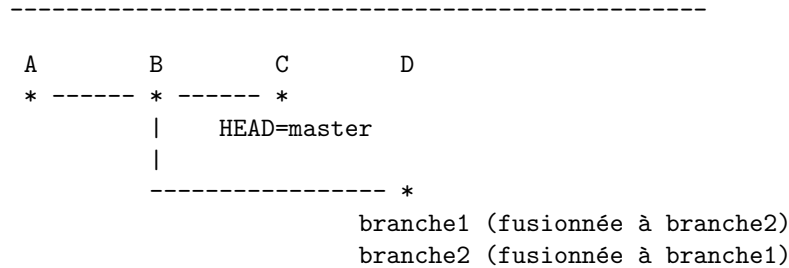 --------------------------------------------------
A B C D
* ------ * ------ *
| HEAD=master
|
----------------- *
branche1 (fusionnée à branche2)
branche2 (fusionnée à branche1)